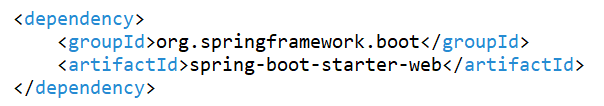 <dependency>
    <groupId>org.springframework.boot</groupId>
    <artifactId>spring-boot-starter-web</artifactId>
</dependency>